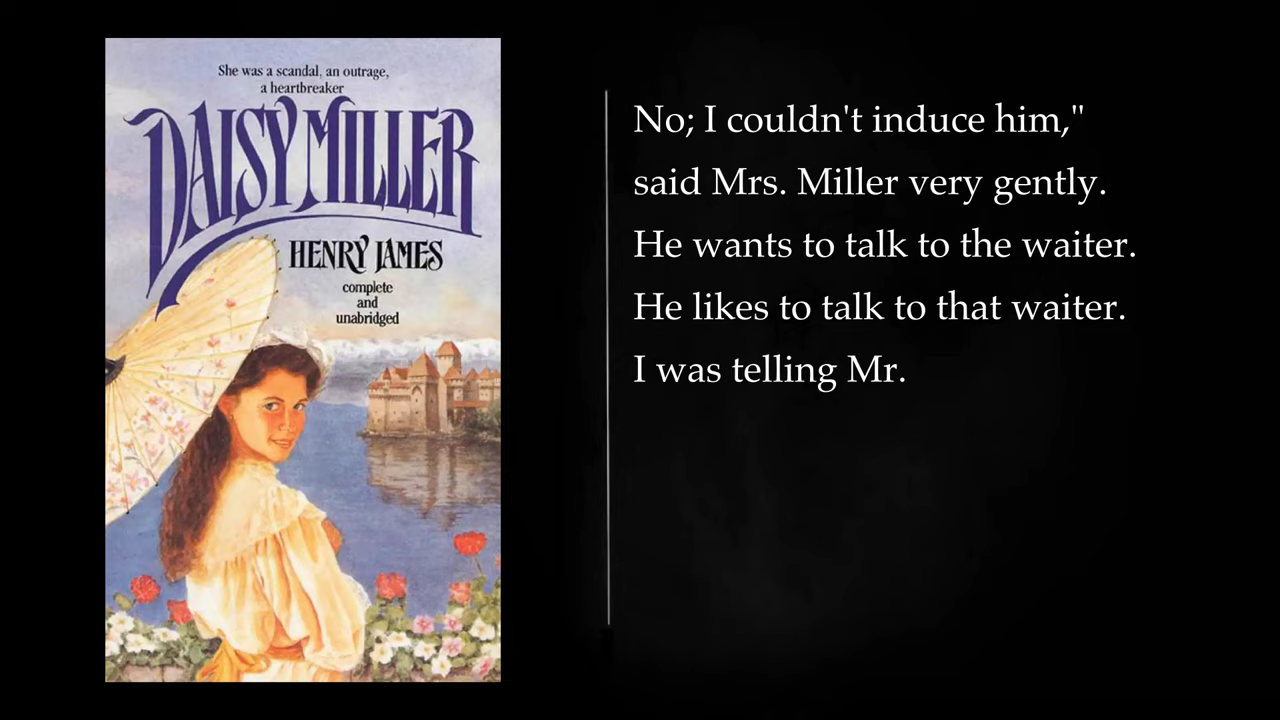 She was a scandal, an outrage,
a heartbreaker
DAISY MILLER
HENRY JAMES
complete
and
unabridged
No; I couldn't induce him,"
said Mrs. Miller very gently.
He wants to talk to the waiter.
He likes to talk to that waiter.
I was telling Mr.